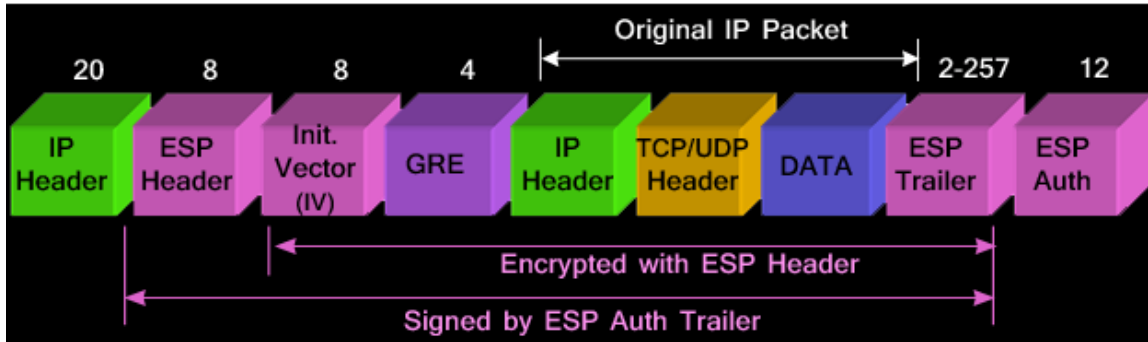 Original IP Packet
20 8 8 4 2-257 12
IP Header
ESP Header
Init. Vector (IV)
GRE
IP Header
TCP/UDP Header
DATA
ESP Trailer
ESP Auth
Encrypted with ESP Header
Signed by ESP Auth Trailer